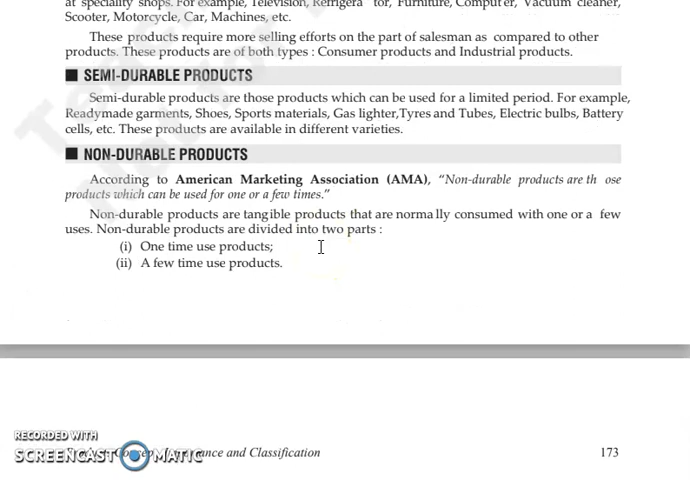 at speciality shops. For example, Television, Refrigera tor, Furniture, Computer, Vacuum cleaner,
Scooter, Motorcycle, Car, Machines, etc.
These products require more selling efforts on the part of salesman as compared to other
products. These products are of both types : Consumer products and Industrial products.
SEMI-DURABLE PRODUCTS
Semi-durable products are those products which can be used for a limited period. For example,
Readymade garments, Shoes, Sports materials, Gas lighter,Tyres and Tubes, Electric bulbs, Battery
cells, etc. These products are available in different varieties.
NON-DURABLE PRODUCTS
According to American Marketing Association (AMA), “Non-durable products are th ose
products which can be used for one or a few times.”
Non-durable products are tangible products that are norma lly consumed with one or a few
uses. Non-durable products are divided into two parts :
(i) One time use products;
(ii) A few time use products.
and Classification 173
RECORDED WITH
SCREENCAST MATIC